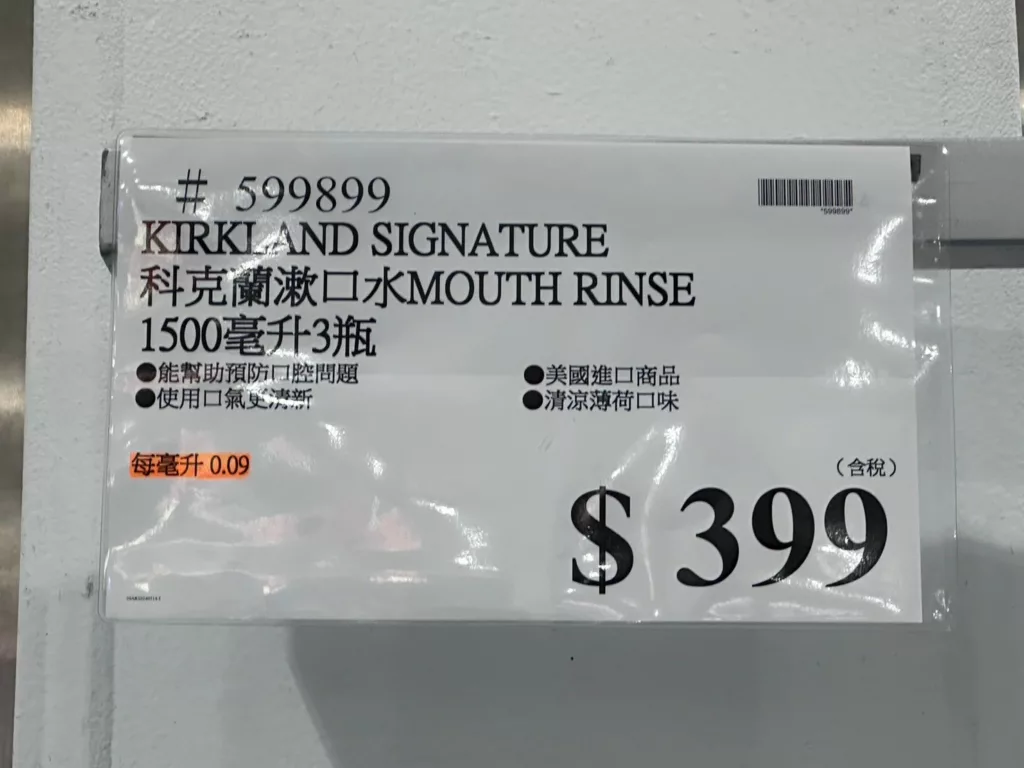 # 599899
"599899"
KIRKLAND SIGNATURE
科克蘭漱口水MOUTH RINSE
1500毫升3瓶
●能幫助預防口腔問題
●美國進口商品
●使用口氣更清新
●清涼薄荷口味
每毫升 0.09
（含稅）
$ 399